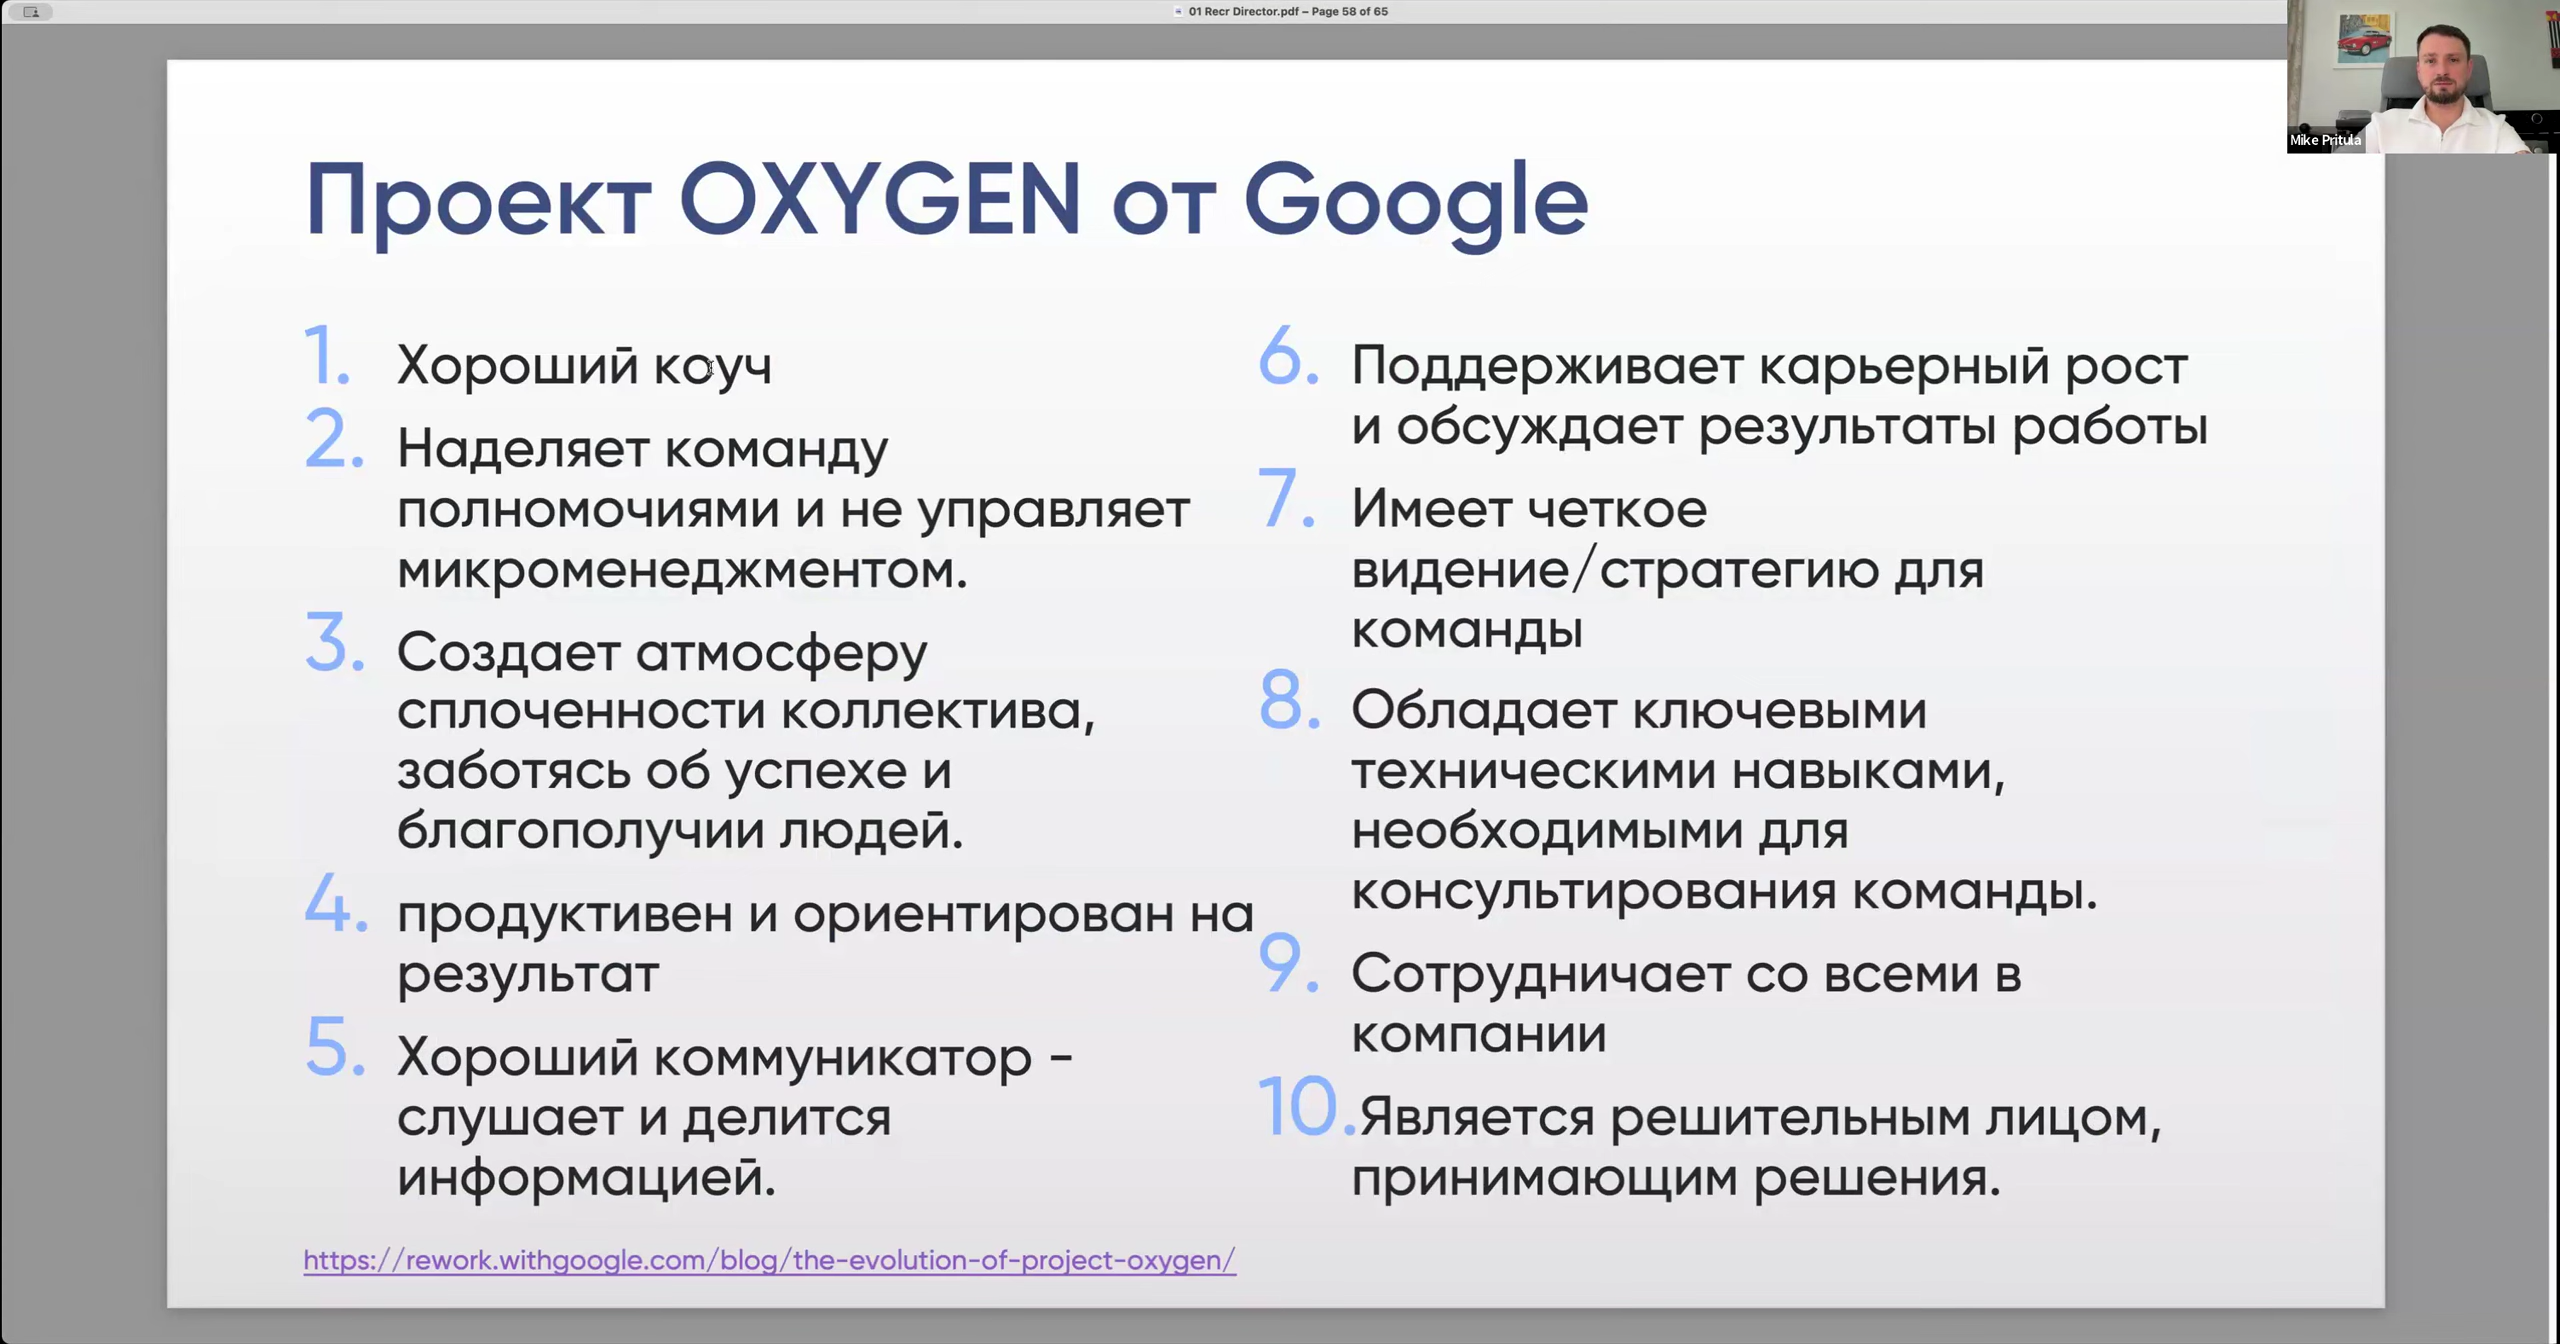 01 Recr Director.pdf – Page 58 of 65
Mike Pritula
Проект OXYGEN от Google
1. Хороший коуч
2. Наделяет команду
полномочиями и не управляет
микроменеджментом.
3. Создает атмосферу
сплоченности коллектива,
заботясь об успехе и
благополучии людей.
4. продуктивен и ориентирован на
результат
5. Хороший коммуникатор -
слушает и делится
информацией.
6. Поддерживает карьерный рост
и обсуждает результаты работы
7. Имеет четкое
видение/стратегию для
команды
8. Обладает ключевыми
техническими навыками,
необходимыми для
консультирования команды.
9. Сотрудничает со всеми в
компании
10. Является решительным лицом,
принимающим решения.
https://rework.withgoogle.com/blog/the-evolution-of-project-oxygen/